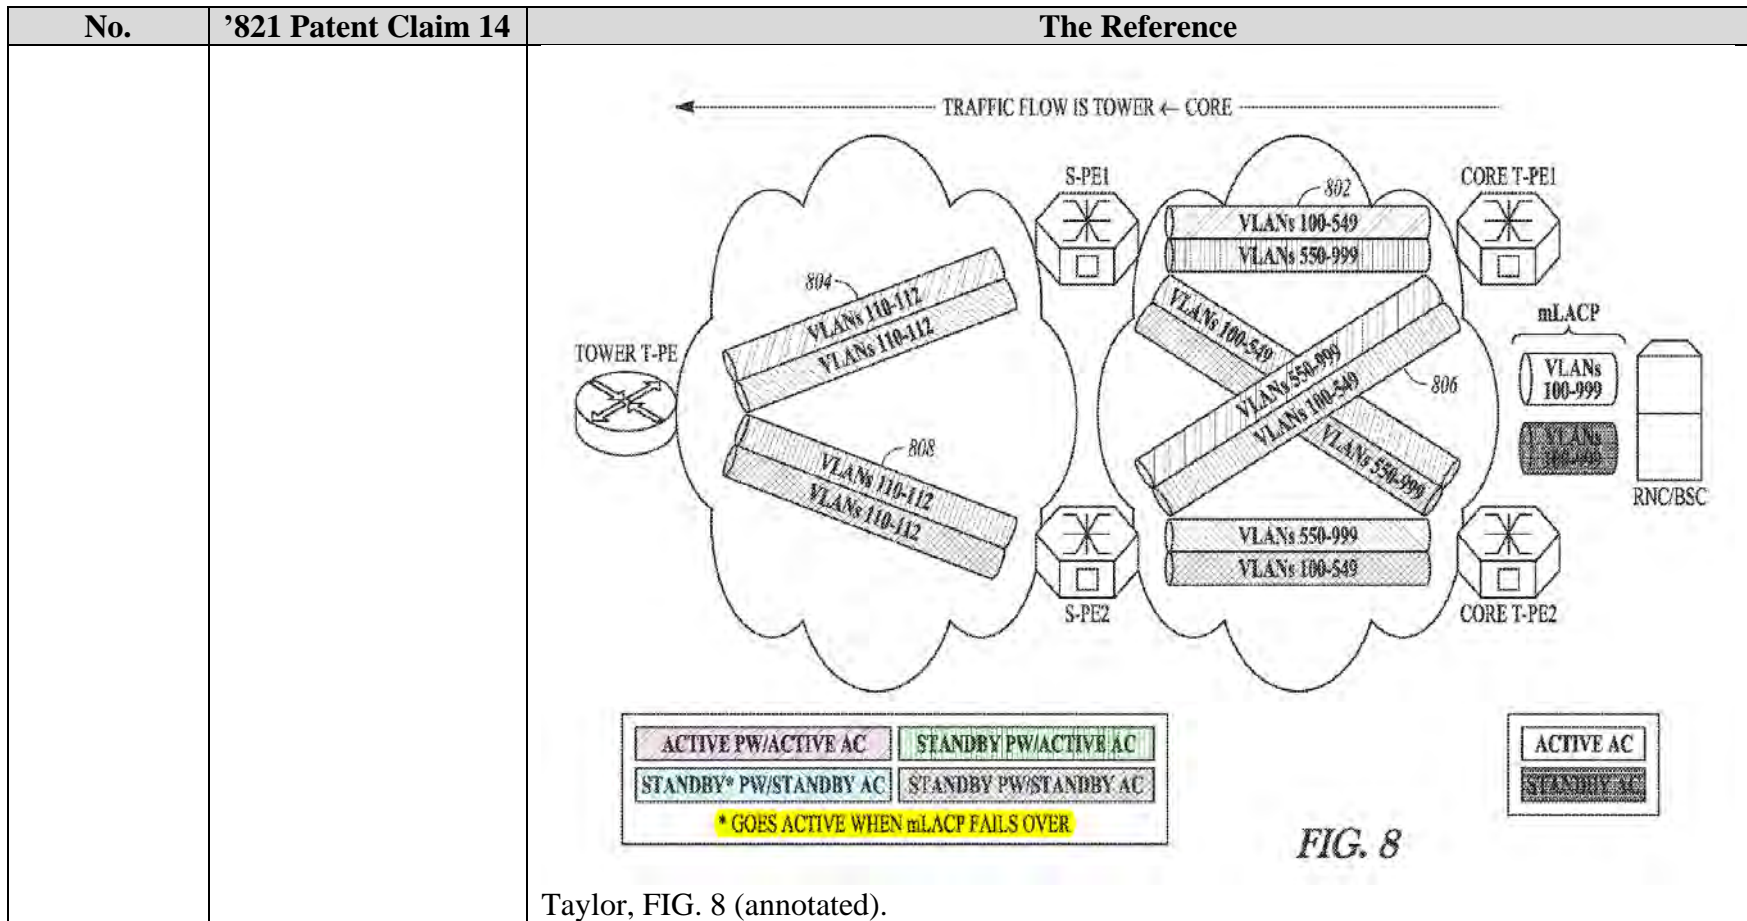 No.
’821 Patent Claim 14
The Reference
TRAFFIC FLOW IS TOWER ← CORE
S-PE1
802
CORE T-PE1
VLANs 100-549
VLANs 550-999
804
VLANs 110-112
VLANs 110-112
VLANs 100-549
VLANs 550-999
VLANs 550-999
VLANs 100-549
806
mLACP
TOWER T-PE
VLANs
100-999
VLANs
100-999
RNC/BSC
808
VLANs 110-112
VLANs 110-112
VLANs 550-999
VLANs 100-549
S-PE2
CORE T-PE2
ACTIVE PW/ACTIVE AC
STANDBY PW/ACTIVE AC
STANDBY* PW/STANDBY AC
STANDBY PW/STANDBY AC
* GOES ACTIVE WHEN mLACP FAILS OVER
ACTIVE AC
STANDBY AC
FIG. 8
Taylor, FIG. 8 (annotated).